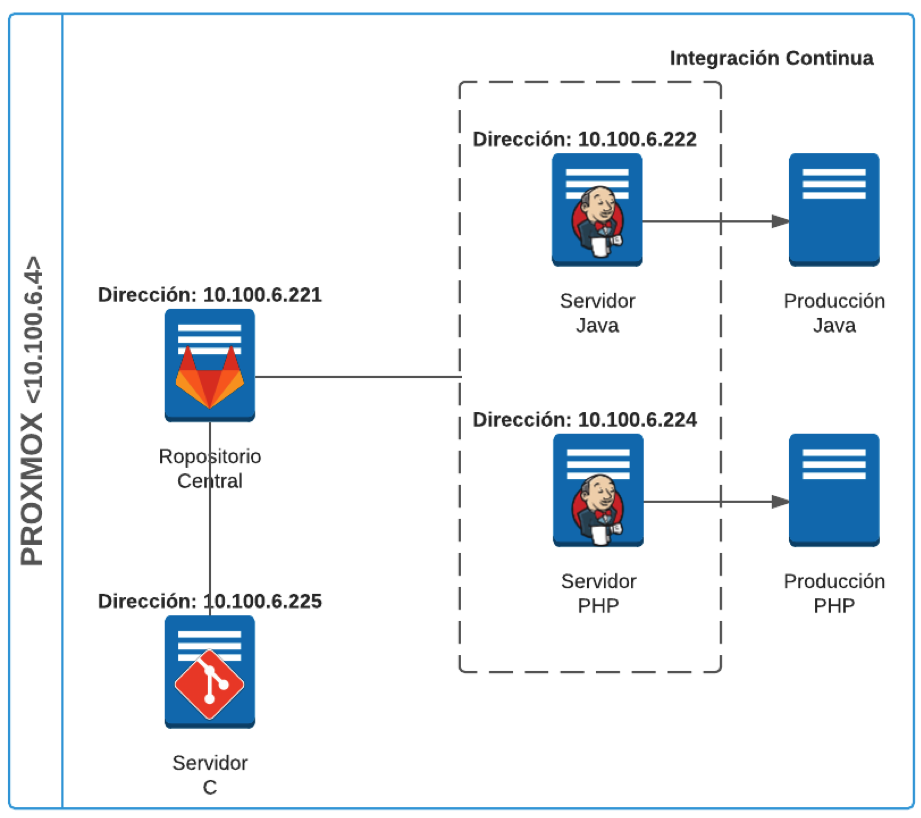 PROXMOX <10.100.6.4>
Integración Continua
Dirección: 10.100.6.222
Servidor
Java
Producción
Java
Dirección: 10.100.6.221
Ropositorio
Central
Dirección: 10.100.6.224
Servidor
PHP
Producción
PHP
Dirección: 10.100.6.225
Servidor
C